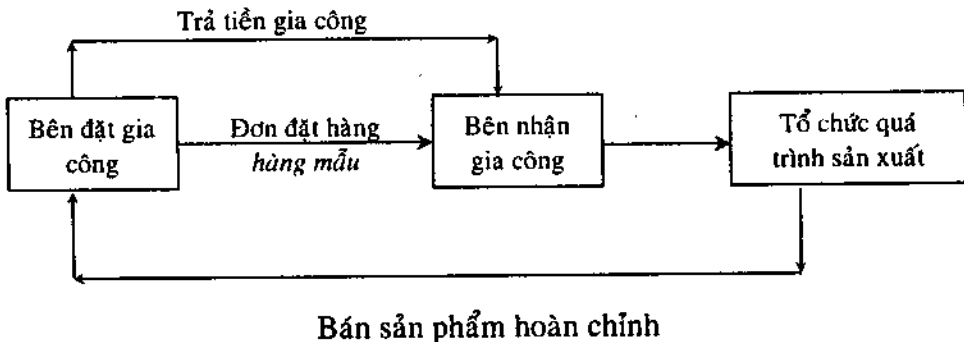 Trả tiền gia công
Bên đặt gia
công
Đơn đặt hàng
hàng mẫu
Bên nhận
gia công
Tổ chức quá
trình sản xuất
Bán sản phẩm hoàn chỉnh